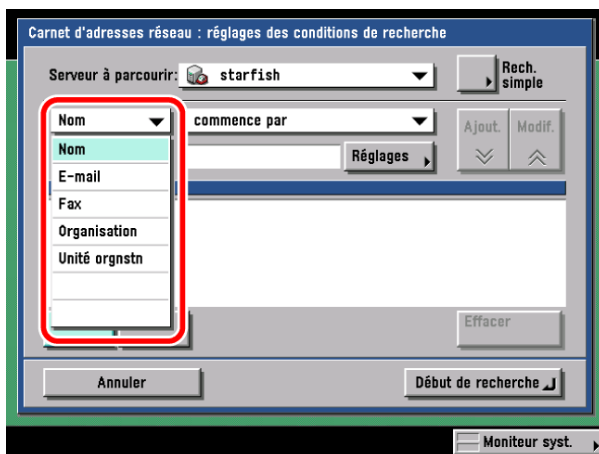 Carnet d'adresses réseau : réglages des conditions de recherche
Serveur à parcourir: starfish
Rech. simple
Nom commence par
Ajout. Modif.
Nom
Réglages
E-mail
Fax
Organisation
Unité orgnstn
Effacer
Annuler Début de recherche
Moniteur syst.